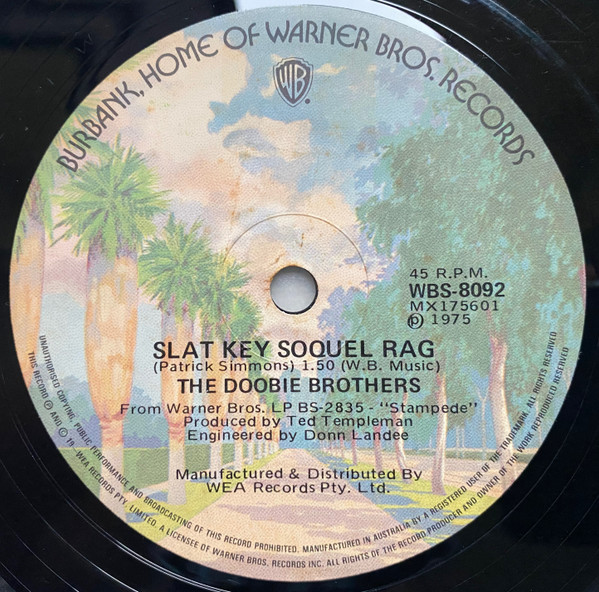 BURBANK, HOME OF WARNER BROS. RECORDS
WB
45 R.P.M.
WBS-8092
MX175601
Ⓟ 1975
SLAT KEY SOQUEL RAG
(Patrick Simmons) 1.50 (W.B. Music)
THE DOOBIE BROTHERS
From Warner Bros. LP BS-2835 - "Stampede"
Produced by Ted Templeman
Engineered by Donn Landee
Manufactured & Distributed By
WEA Records Pty. Ltd.
UNAUTHORISED COPYING, PUBLIC PERFORMANCE AND BROADCASTING OF THIS RECORD PROHIBITED. MANUFACTURED IN AUSTRALIA BY A REGISTERED USER OF THE TRADEMARK. ALL RIGHTS RESERVED
THIS RECORD Ⓟ AND © 19 - WEA RECORDS PTY. LIMITED. A LICENSEE OF WARNER BROS. RECORDS INC. ALL RIGHTS OF THE RECORD PRODUCER AND OWNER OF THE WORK REPRODUCED RESERVED